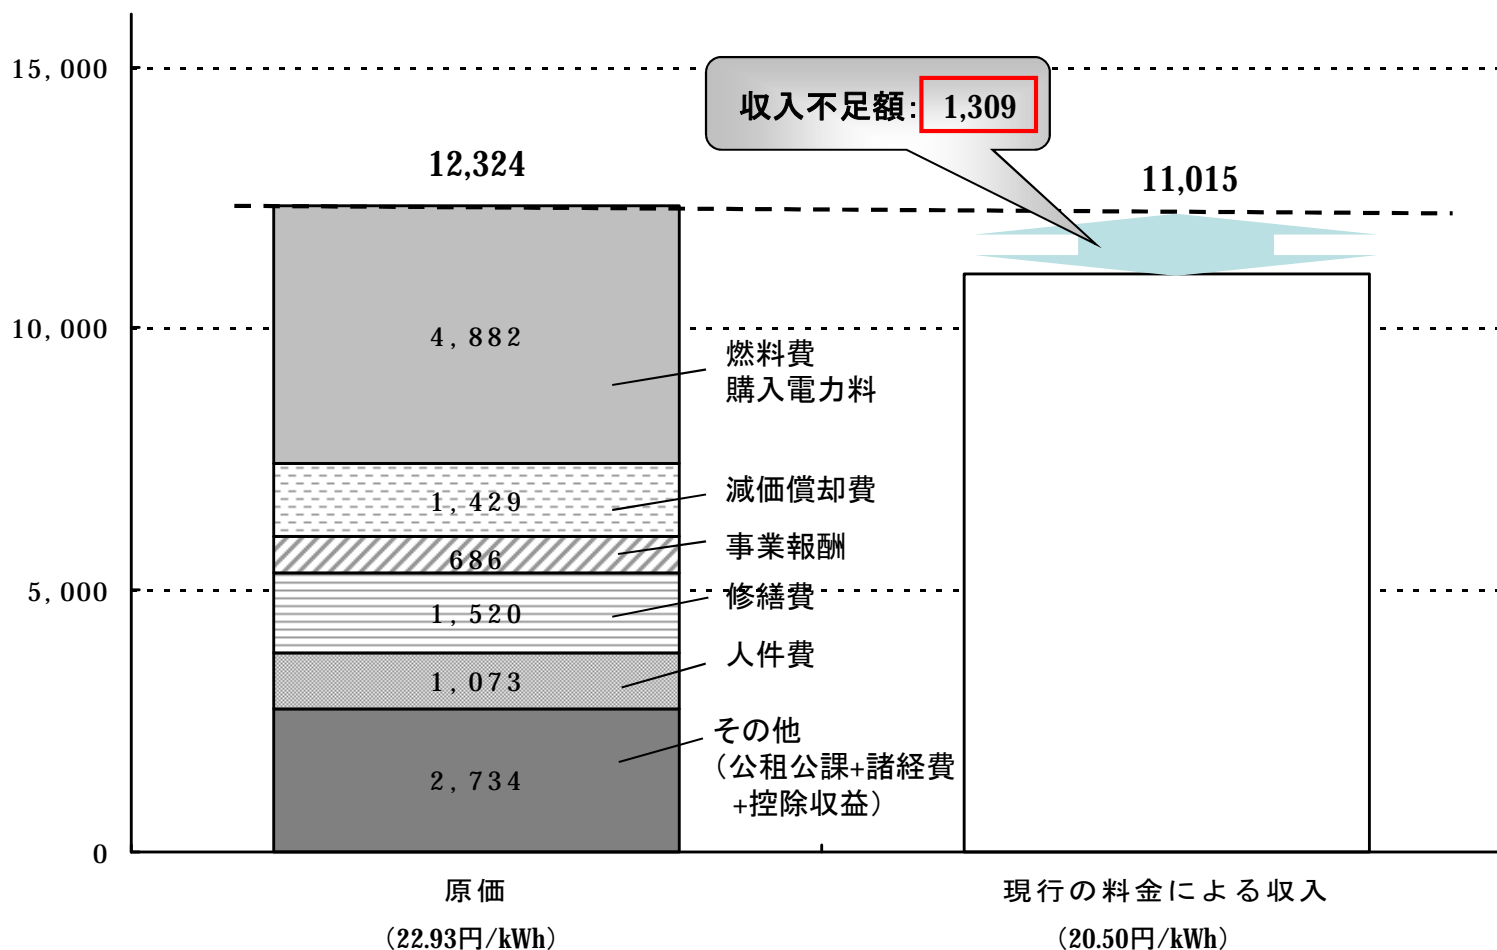 15,000
収入不足額: 1,309
12,324
11,015
10,000
4,882
燃料費
購入電力料
1,429
減価償却費
686
事業報酬
5,000
1,520
修繕費
1,073
人件費
2,734
その他
（公租公課+諸経費
+控除収益）
0
原価
（22.93円/kWh）
現行の料金による収入
（20.50円/kWh）